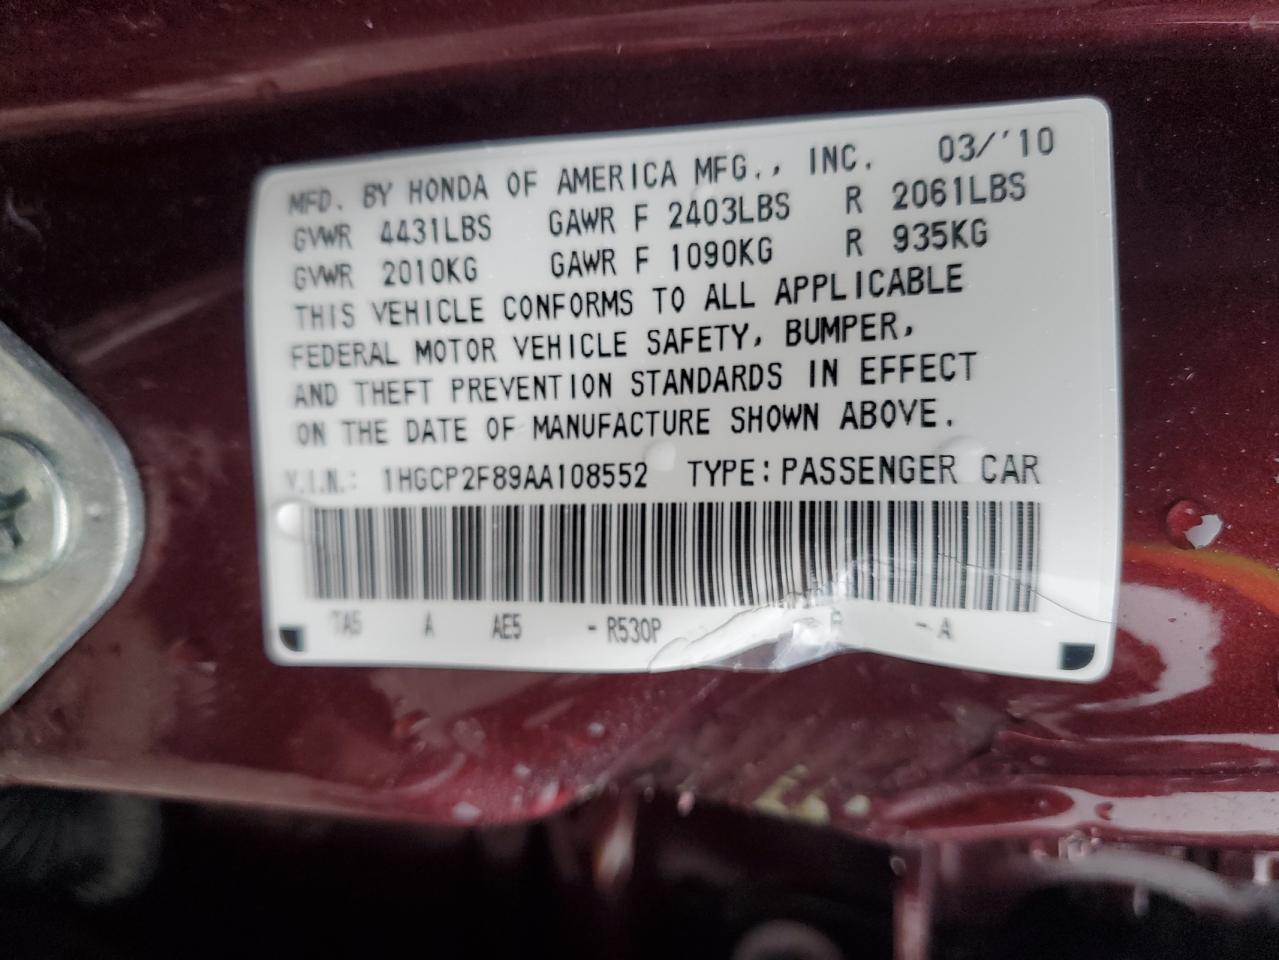 MFD. BY HONDA OF AMERICA MFG., INC. 03/'10
GVWR 4431LBS GAWR F 2403LBS R 2061LBS
GVWR 2010KG GAWR F 1090KG R 935KG
THIS VEHICLE CONFORMS TO ALL APPLICABLE
FEDERAL MOTOR VEHICLE SAFETY, BUMPER,
AND THEFT PREVENTION STANDARDS IN EFFECT
ON THE DATE OF MANUFACTURE SHOWN ABOVE.
V.I.N.: 1HGCP2F89AA108552 TYPE: PASSENGER CAR
TA5 A AE5 -R530P -A